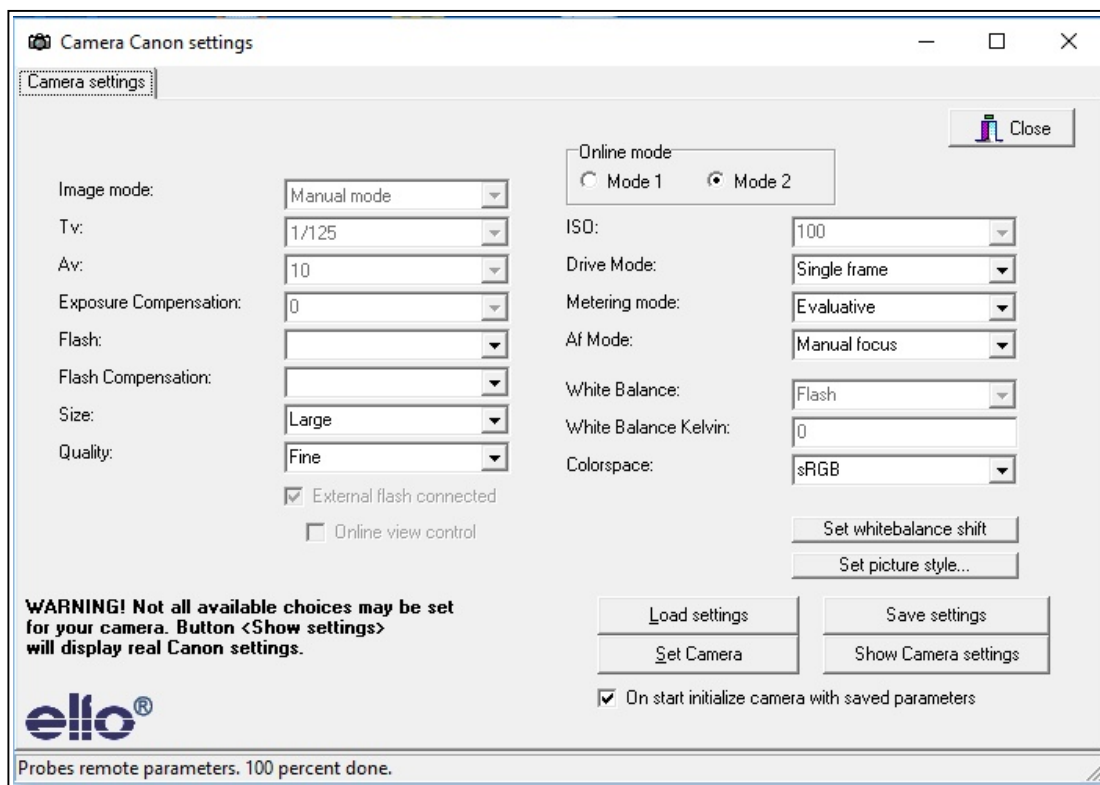 Camera Canon settings
Camera settings
Close
Online mode
Mode 1 Mode 2
Image mode: Manual mode
Tv: 1/125
Av: 10
Exposure Compensation: 0
Flash:
Flash Compensation:
Size: Large
Quality: Fine
External flash connected
Online view control
ISO: 100
Drive Mode: Single frame
Metering mode: Evaluative
Af Mode: Manual focus
White Balance: Flash
White Balance Kelvin: 0
Colorspace: sRGB
Set whitebalance shift
Set picture style...
WARNING! Not all available choices may be set
for your camera. Button <Show settings>
will display real Canon settings.
Load settings Save settings
Set Camera Show Camera settings
On start initialize camera with saved parameters
elfo®
Probes remote parameters. 100 percent done.